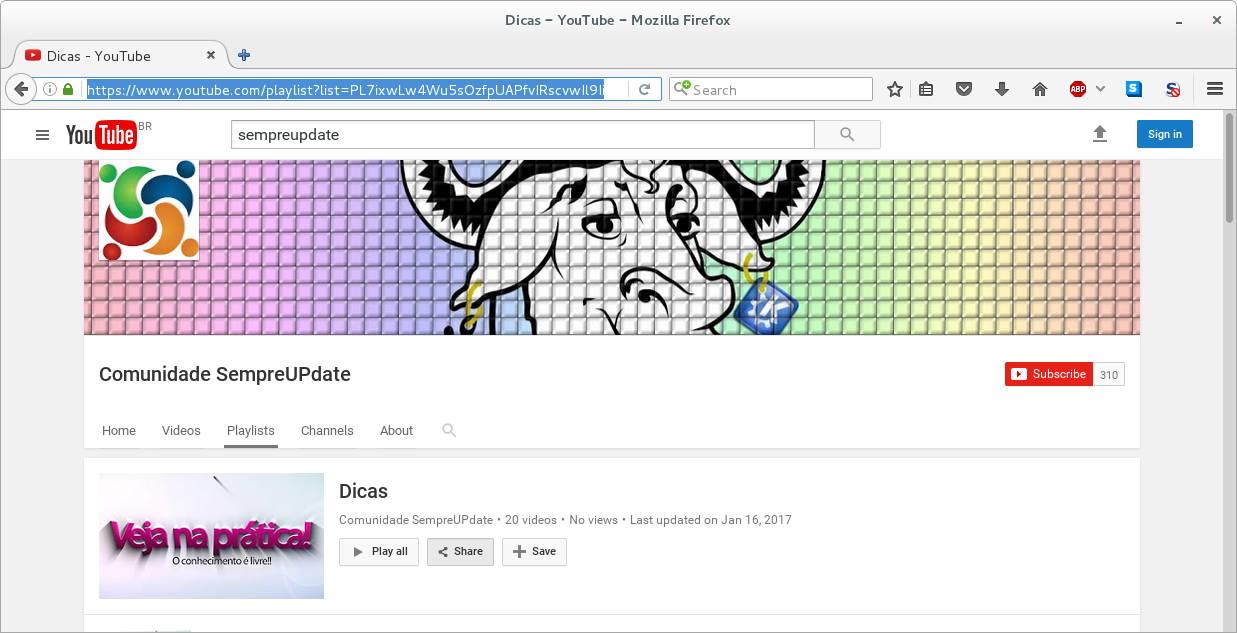 Dicas - YouTube - Mozilla Firefox
Dicas - YouTube
https://www.youtube.com/playlist?list=PL7ixwLw4Wu5sOzfpUAPfvIRscvwIl9Ii
Search
ABP
S
S
YouTube BR
sempreupdate
Sign in
Comunidade SempreUPdate
Subscribe 310
Home Videos Playlists Channels About
Veja na prática!
O conhecimento é livre!!
Dicas
Comunidade SempreUPdate • 20 videos • No views • Last updated on Jan 16, 2017
Play all Share Save